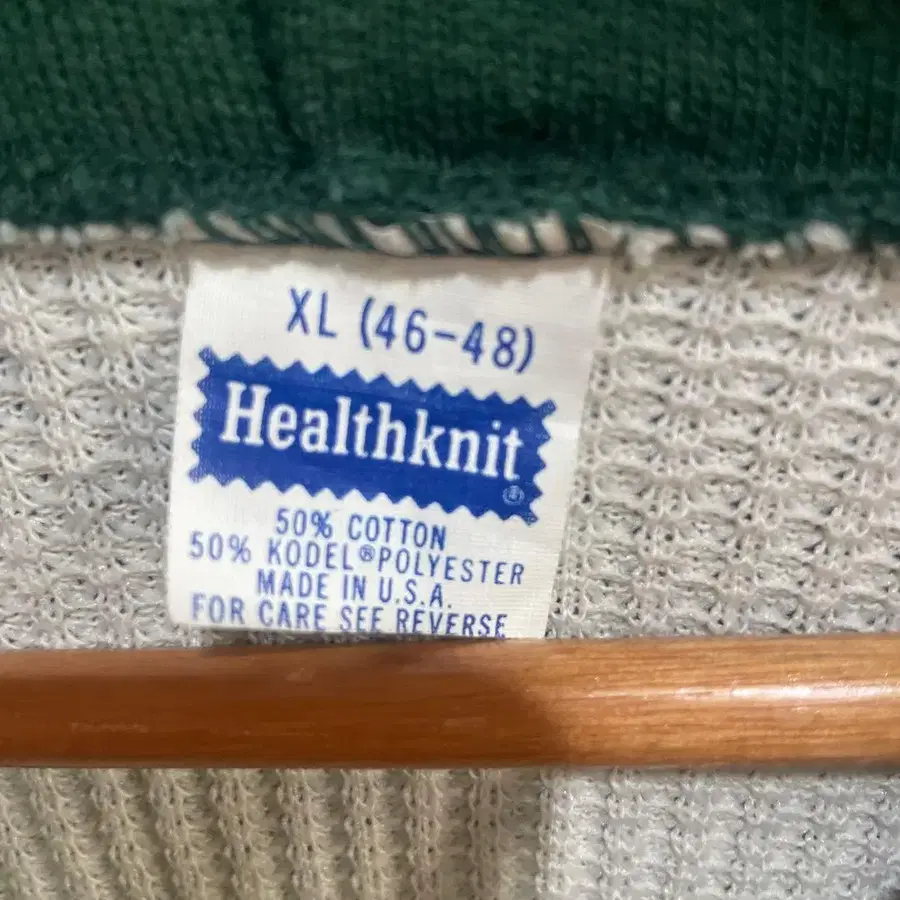 XL (46-48)
Healthknit
®
50% COTTON
50% KODEL®POLYESTER
MADE IN U.S.A.
FOR CARE SEE REVERSE